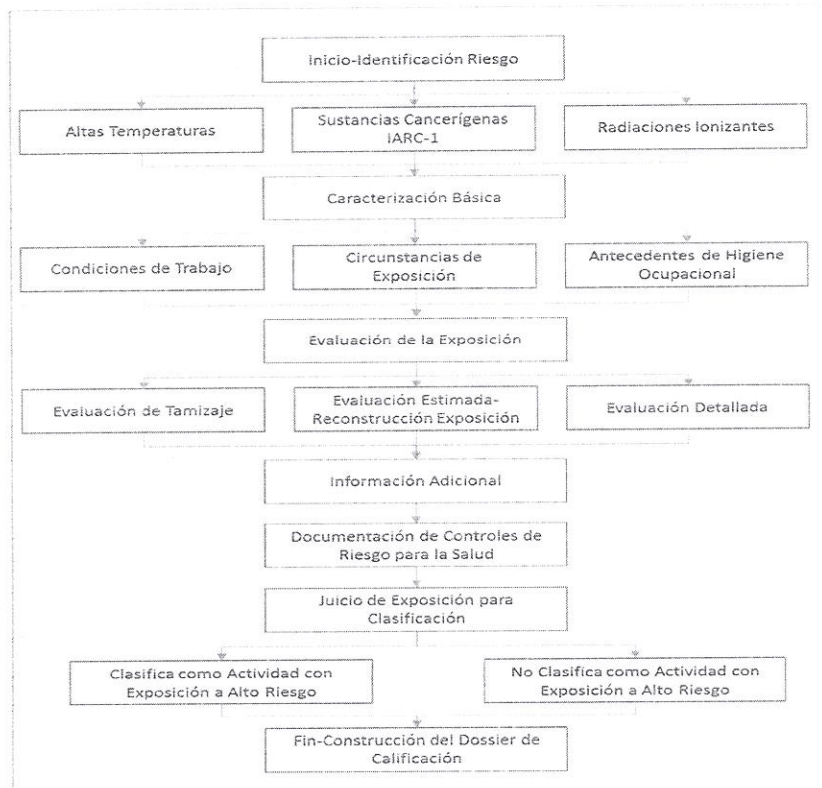 Inicio-Identificación Riesgo
Altas Temperaturas
Sustancias Cancerígenas
IARC-1
Radiaciones Ionizantes
Caracterización Básica
Condiciones de Trabajo
Circunstancias de
Exposición
Antecedentes de Higiene
Ocupacional
Evaluación de la Exposición
Evaluación de Tamizaje
Evaluación Estimada-
Reconstrucción Exposición
Evaluación Detallada
Información Adicional
Documentación de Controles de
Riesgo para la Salud
Juicio de Exposición para
Clasificación
Clasifica como Actividad con
Exposición a Alto Riesgo
No Clasifica como Actividad con
Exposición a Alto Riesgo
Fin-Construcción del Dossier de
Calificación